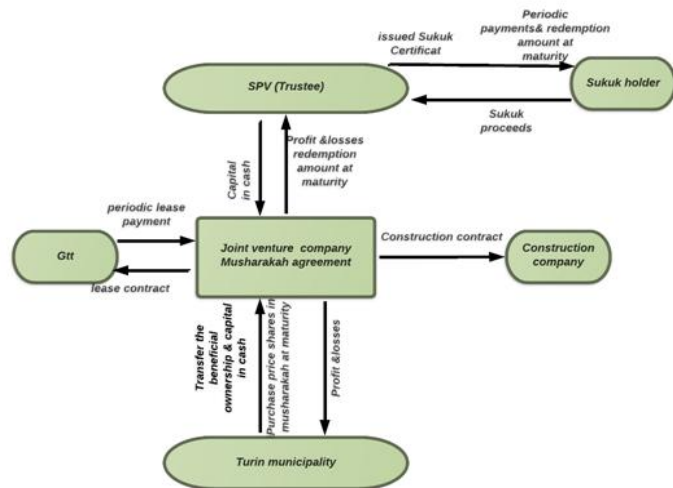 Periodic
payments& redemption
amount at
maturity
issued Sukuk
Certificat
SPV (Trustee)
Sukuk holder
Sukuk
proceeds
Capital
in cash
Profit &losses
redemption
amount at
maturity
periodic lease
payment
Gtt
lease contract
Joint venture company
Musharakah agreement
Construction contract
Construction
company
Transfer the
beneficial
ownership & capital
in cash
Purchase price shares in
musharakah at maturity
Profit &losses
Turin municipality